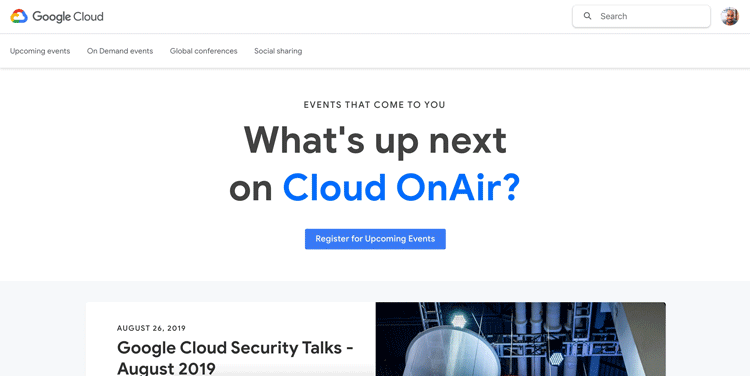 Google Cloud
Search
Upcoming events
On Demand events
Global conferences
Social sharing
EVENTS THAT COME TO YOU
What's up next
on Cloud OnAir?
Register for Upcoming Events
AUGUST 26, 2019
Google Cloud Security Talks -
August 2019